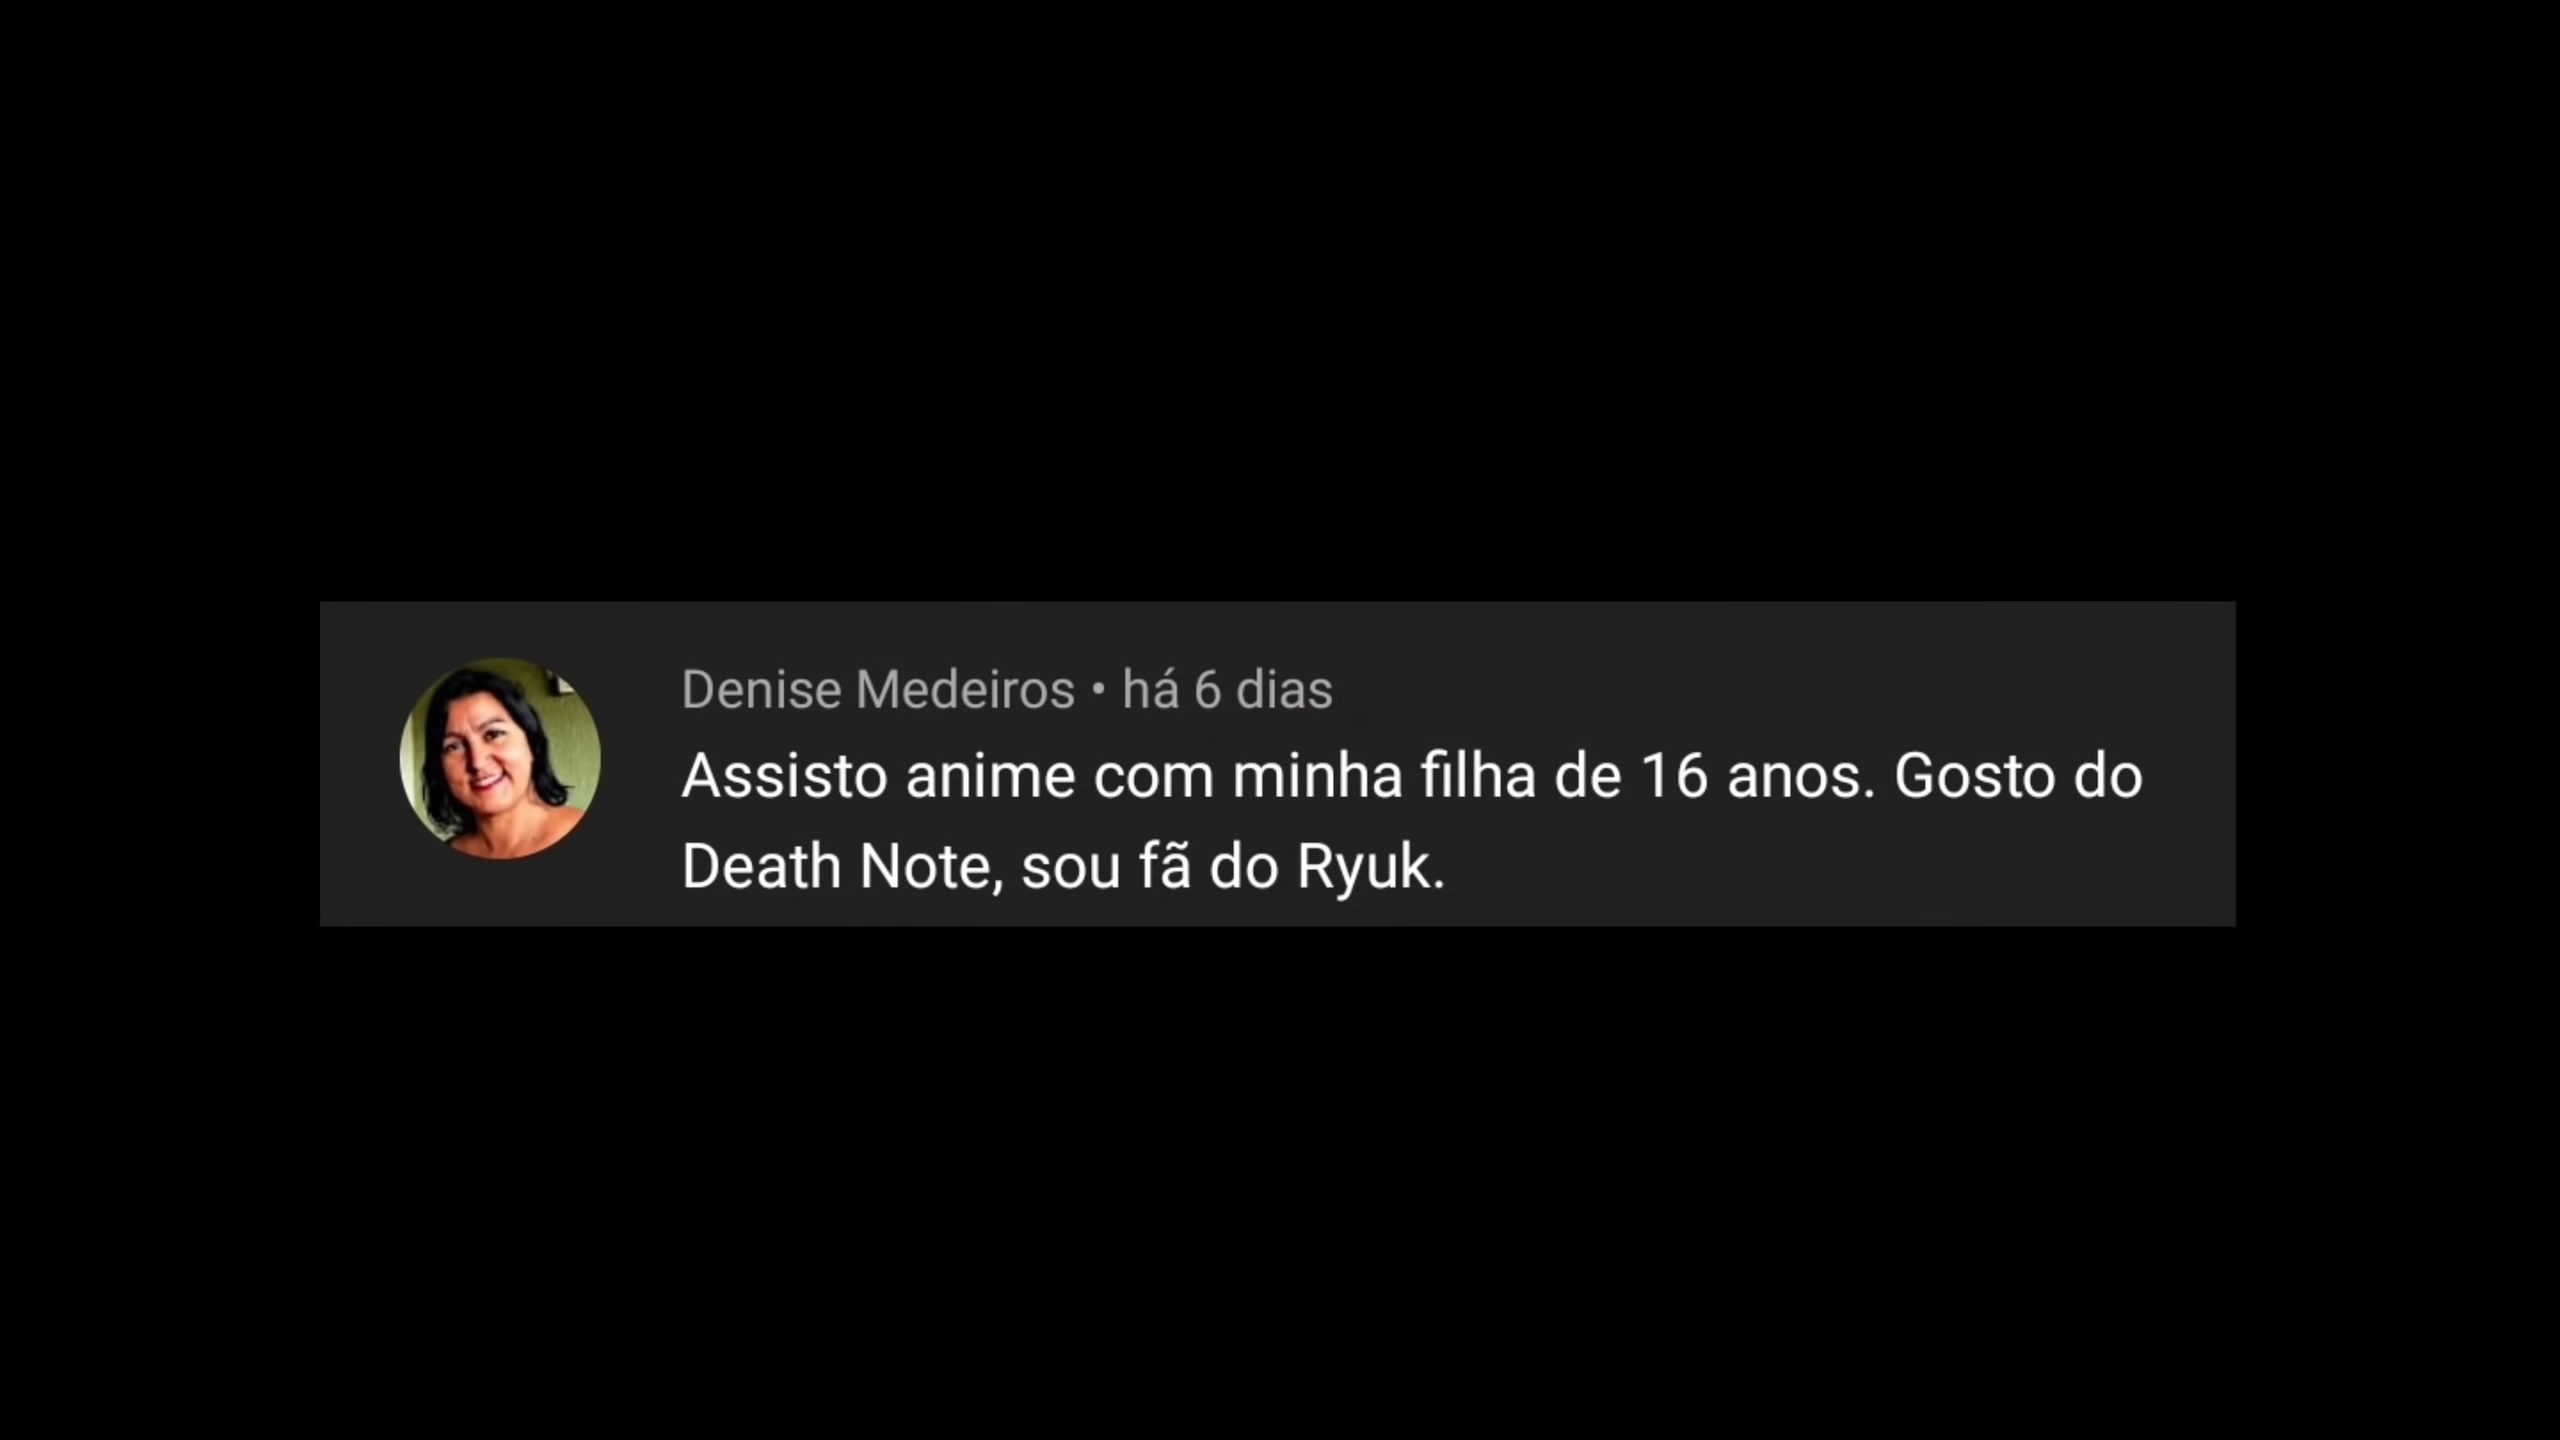 Denise Medeiros • há 6 dias
Assisto anime com minha filha de 16 anos. Gosto do
Death Note, sou fã do Ryuk.